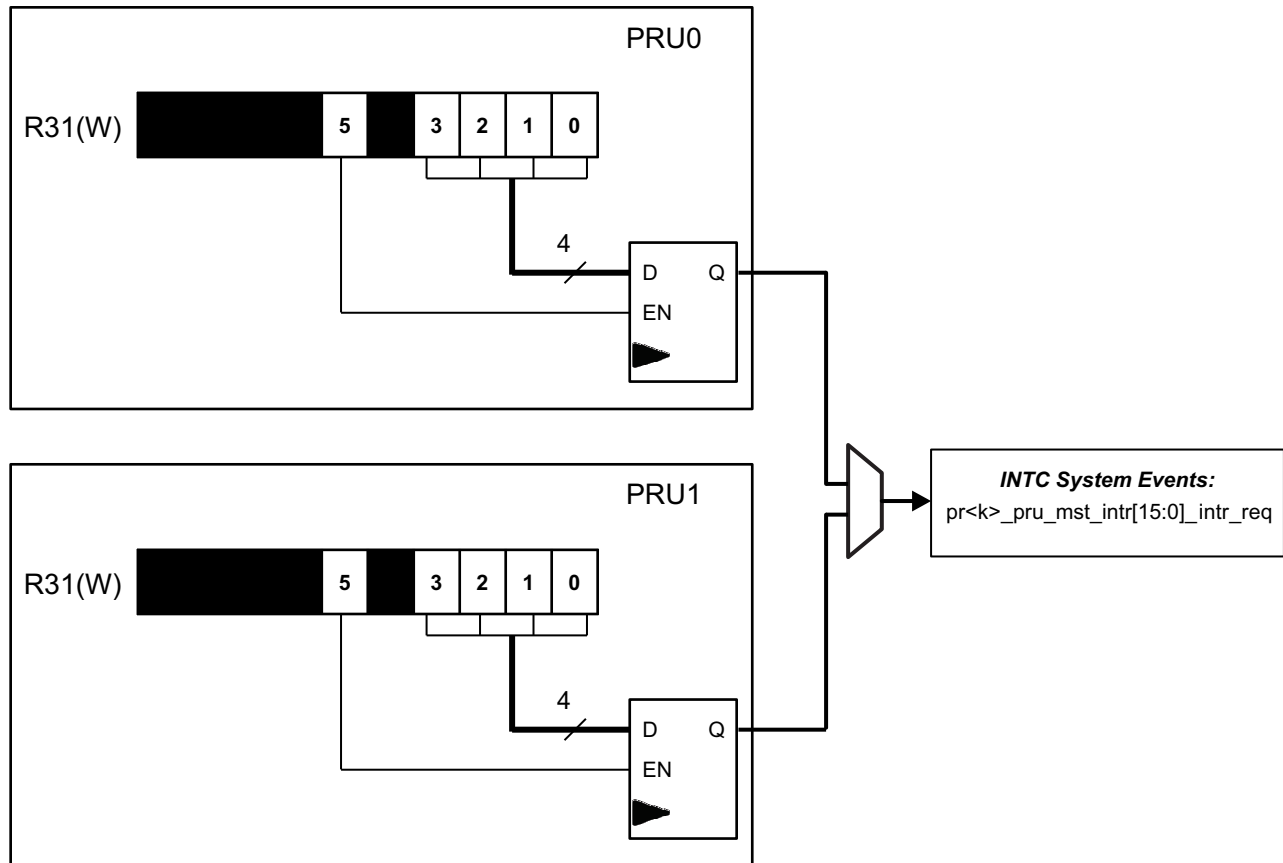 PRU0
R31(W)
5 3 2 1 0
4
D Q
EN
PRU1
R31(W)
5 3 2 1 0
4
D Q
EN
INTC System Events:
pr<k>_pru_mst_intr[15:0]_intr_req